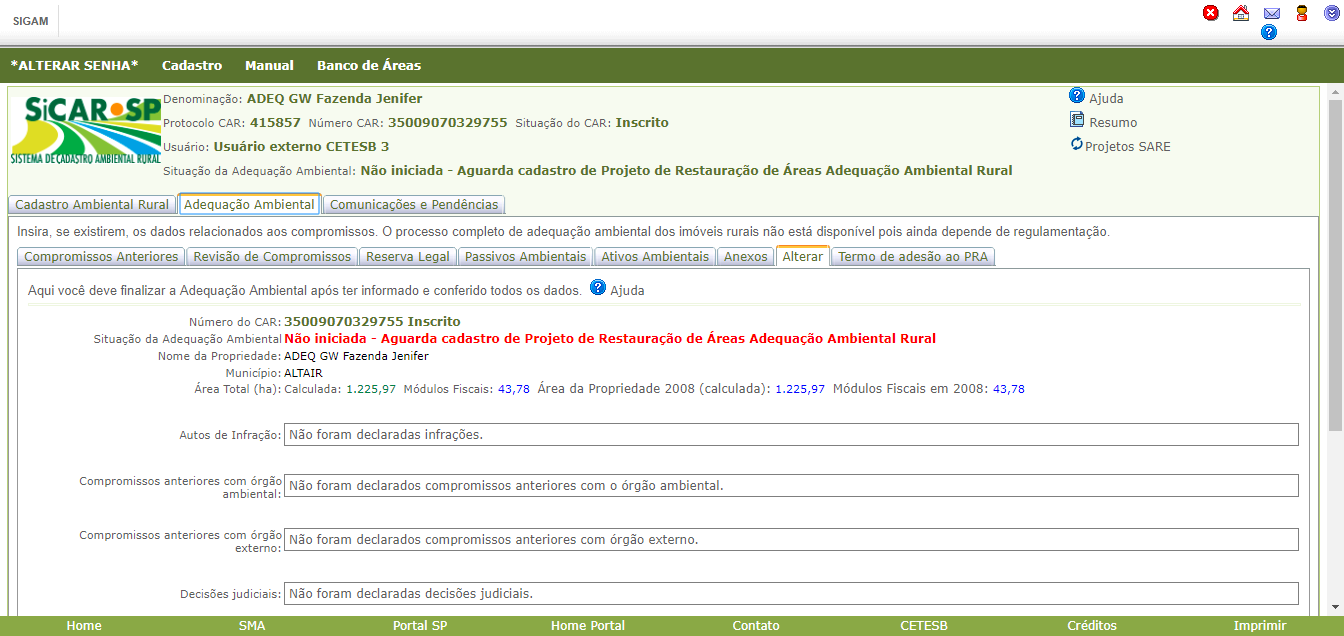 SIGAM
*ALTERAR SENHA* Cadastro Manual Banco de Áreas
SiCAR SP
SISTEMA DE CADASTRO AMBIENTAL RURAL
Denominação: ADEQ GW Fazenda Jenifer
Protocolo CAR: 415857 Número CAR: 35009070329755 Situação do CAR: Inscrito
Usuário: Usuário externo CETESB 3
Situação da Adequação Ambiental: Não iniciada - Aguarda cadastro de Projeto de Restauração de Áreas Adequação Ambiental Rural
Ajuda
Resumo
Projetos SARE
Cadastro Ambiental Rural Adequação Ambiental Comunicações e Pendências
Insira, se existirem, os dados relacionados aos compromissos. O processo completo de adequação ambiental dos imóveis rurais não está disponível pois ainda depende de regulamentação.
Compromissos Anteriores Revisão de Compromissos Reserva Legal Passivos Ambientais Ativos Ambientais Anexos Alterar Termo de adesão ao PRA
Aqui você deve finalizar a Adequação Ambiental após ter informado e conferido todos os dados. Ajuda
Número do CAR: 35009070329755 Inscrito
Situação da Adequação Ambiental Não iniciada - Aguarda cadastro de Projeto de Restauração de Áreas Adequação Ambiental Rural
Nome da Propriedade: ADEQ GW Fazenda Jenifer
Município: ALTAIR
Área Total (ha): Calculada: 1.225,97 Módulos Fiscais: 43,78 Área da Propriedade 2008 (calculada): 1.225,97 Módulos Fiscais em 2008: 43,78
Autos de Infração: Não foram declaradas infrações.
Compromissos anteriores com órgão
ambiental: Não foram declarados compromissos anteriores com o órgão ambiental.
Compromissos anteriores com órgão
externo: Não foram declarados compromissos anteriores com órgão externo.
Decisões judiciais: Não foram declaradas decisões judiciais.
Home SMA Portal SP Home Portal Contato CETESB Créditos Imprimir